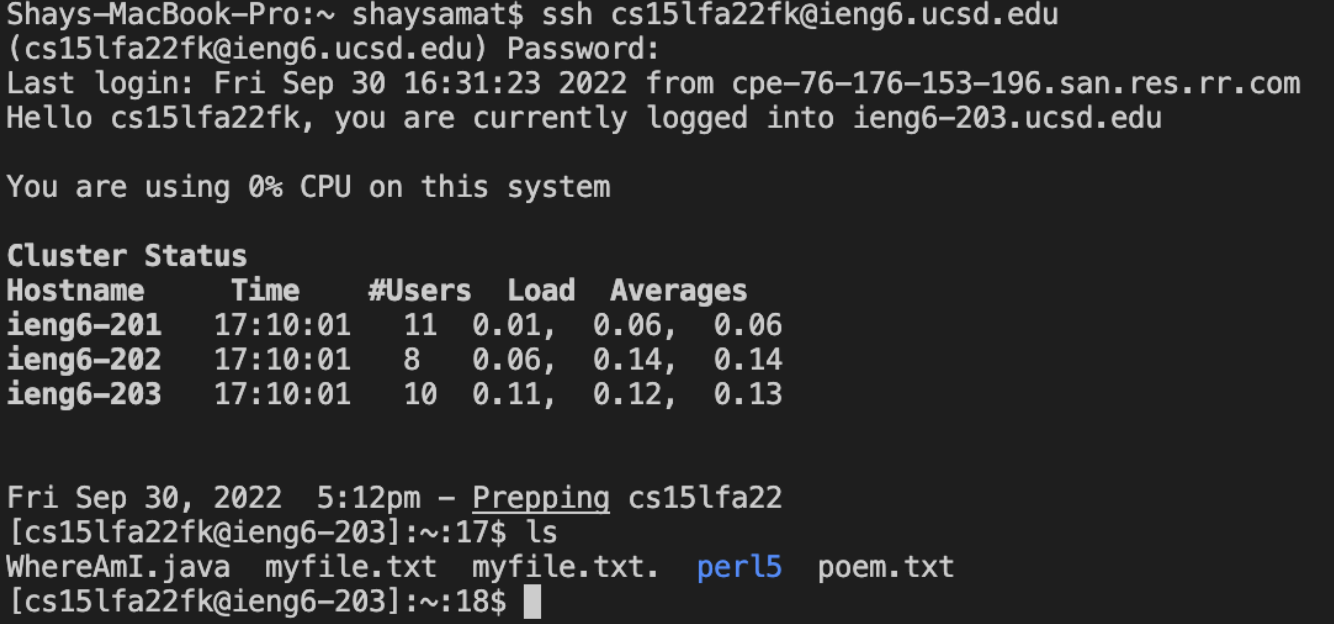 Shays-MacBook-Pro:~ shaysamat$ ssh cs15lfa22fk@ieng6.ucsd.edu
(cs15lfa22fk@ieng6.ucsd.edu) Password:
Last login: Fri Sep 30 16:31:23 2022 from cpe-76-176-153-196.san.res.rr.com
Hello cs15lfa22fk, you are currently logged into ieng6-203.ucsd.edu
You are using 0% CPU on this system
Cluster Status
Hostname     Time    #Users  Load  Averages
ieng6-201   17:10:01   11  0.01,  0.06,  0.06
ieng6-202   17:10:01   8   0.06,  0.14,  0.14
ieng6-203   17:10:01   10  0.11,  0.12,  0.13
Fri Sep 30, 2022  5:12pm - Prepping cs15lfa22
[cs15lfa22fk@ieng6-203]:~:17$ ls
WhereAmI.java  myfile.txt  myfile.txt.  perl5  poem.txt
[cs15lfa22fk@ieng6-203]:~:18$